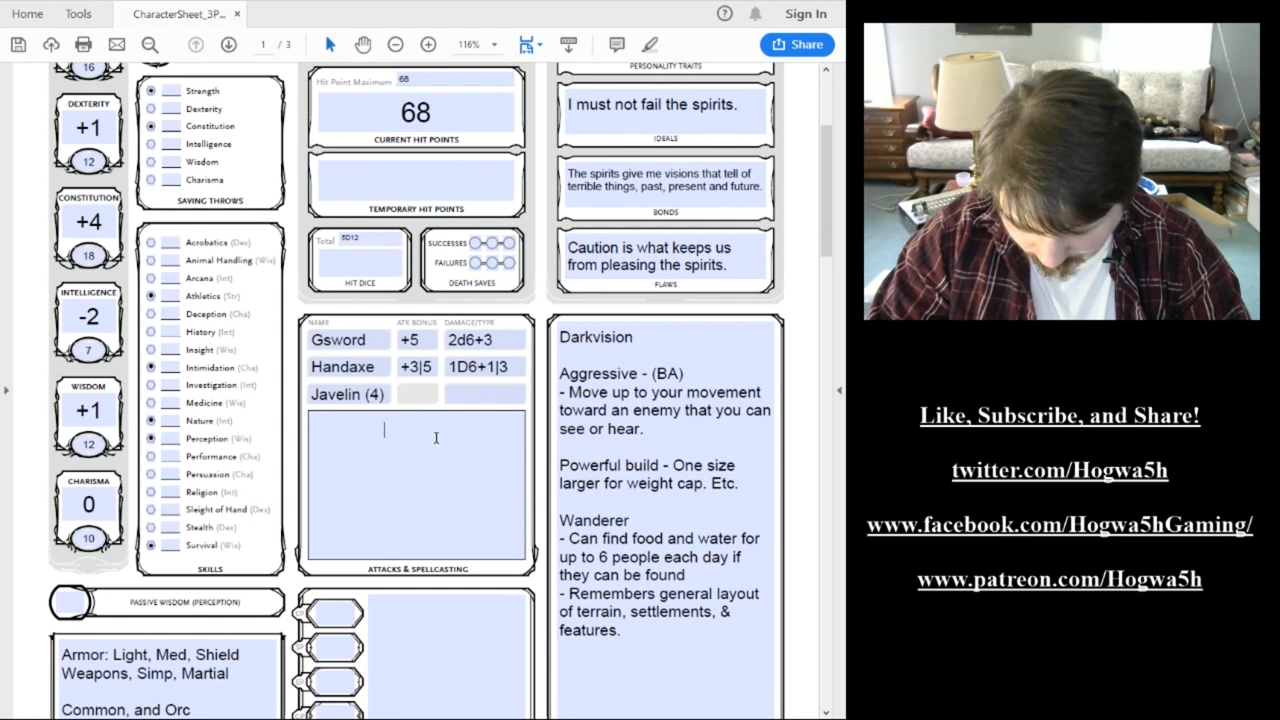 Home Tools CharacterSheet_3P... × Sign In
1 / 3 116% Share
16
DEXTERITY
+1
12
CONSTITUTION
+4
18
INTELLIGENCE
-2
7
WISDOM
+1
12
CHARISMA
0
10
Strength
Dexterity
Constitution
Intelligence
Wisdom
Charisma
SAVING THROWS
Acrobatics (Dex)
Animal Handling (Wis)
Arcana (Int)
Athletics (Str)
Deception (Cha)
History (Int)
Insight (Wis)
Intimidation (Cha)
Investigation (Int)
Medicine (Wis)
Nature (Int)
Perception (Wis)
Performance (Cha)
Persuasion (Cha)
Religion (Int)
Sleight of Hand (Dex)
Stealth (Dex)
Survival (Wis)
SKILLS
PASSIVE WISDOM (PERCEPTION)
Armor: Light, Med, Shield
Weapons, Simp, Martial
Common, and Orc
Hit Point Maximum 68
68
CURRENT HIT POINTS
TEMPORARY HIT POINTS
Total 6D12
HIT DICE
SUCCESSES
FAILURES
DEATH SAVES
NAME ATK BONUS DAMAGE/TYPE
Gsword +5 2d6+3
Handaxe +3|5 1D6+1|3
Javelin (4)
ATTACKS & SPELLCASTING
CP
SP
EP
PERSONALITY TRAITS
I must not fail the spirits.
IDEALS
The spirits give me visions that tell of
terrible things, past, present and future.
BONDS
Caution is what keeps us
from pleasing the spirits.
FLAWS
Darkvision
Aggressive - (BA)
- Move up to your movement
toward an enemy that you can
see or hear.
Powerful build - One size
larger for weight cap. Etc.
Wanderer
- Can find food and water for
up to 6 people each day if
they can be found
- Remembers general layout
of terrain, settlements, &
features.
Like, Subscribe, and Share!
twitter.com/Hogwa5h
www.facebook.com/Hogwa5hGaming/
www.patreon.com/Hogwa5h